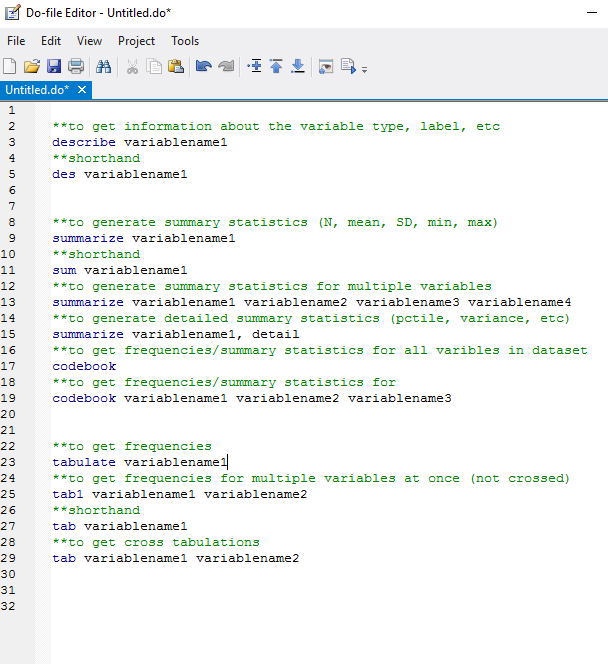 Do-file Editor - Untitled.do*
File Edit View Project Tools
Untitled.do* ×
1
2 **to get information about the variable type, label, etc
3 describe variablename1
4 **shorthand
5 des variablename1
6
7
8 **to generate summary statistics (N, mean, SD, min, max)
9 summarize variablename1
10 **shorthand
11 sum variablename1
12 **to generate summary statistics for multiple variables
13 summarize variablename1 variablename2 variablename3 variablename4
14 **to generate detailed summary statistics (pctile, variance, etc)
15 summarize variablename1, detail
16 **to get frequencies/summary statistics for all varibles in dataset
17 codebook
18 **to get frequencies/summary statistics for
19 codebook variablename1 variablename2 variablename3
20
21
22 **to get frequencies
23 tabulate variablename1
24 **to get frequencies for multiple variables at once (not crossed)
25 tab1 variablename1 variablename2
26 **shorthand
27 tab variablename1
28 **to get cross tabulations
29 tab variablename1 variablename2
30
31
32